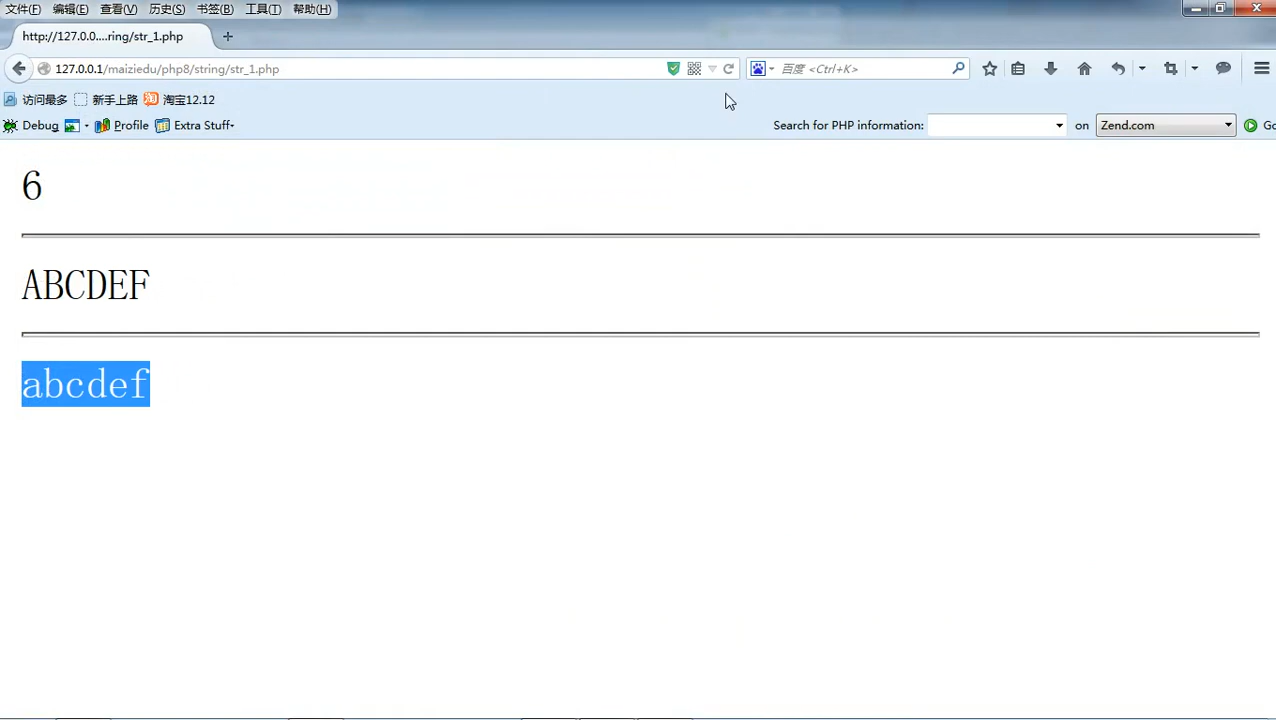 文件(F) 编辑(E) 查看(V) 历史(S) 书签(B) 工具(T) 帮助(H)
http://127.0.0....ring/str_1.php
127.0.0.1/maiziedu/php8/string/str_1.php 百度 <Ctrl+K>
访问最多 新手上路 淘 淘宝12.12
Debug Profile Extra Stuff Search for PHP information: on Zend.com Go
6
ABCDEF
abcdef